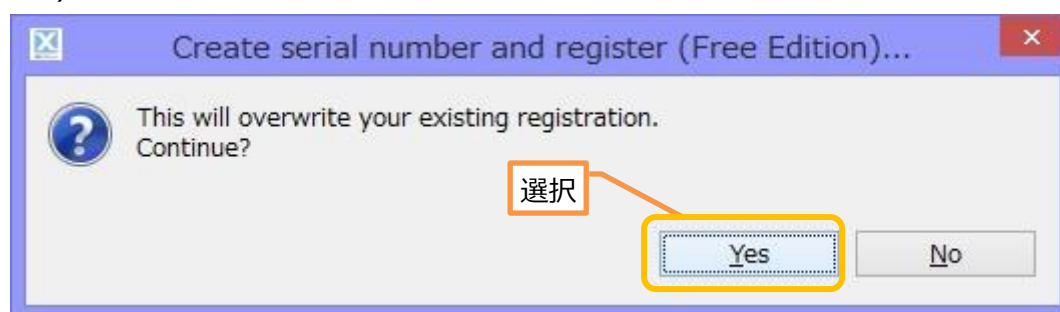 Create serial number and register (Free Edition)...
This will overwrite your existing registration.
Continue?
選択
Yes
No